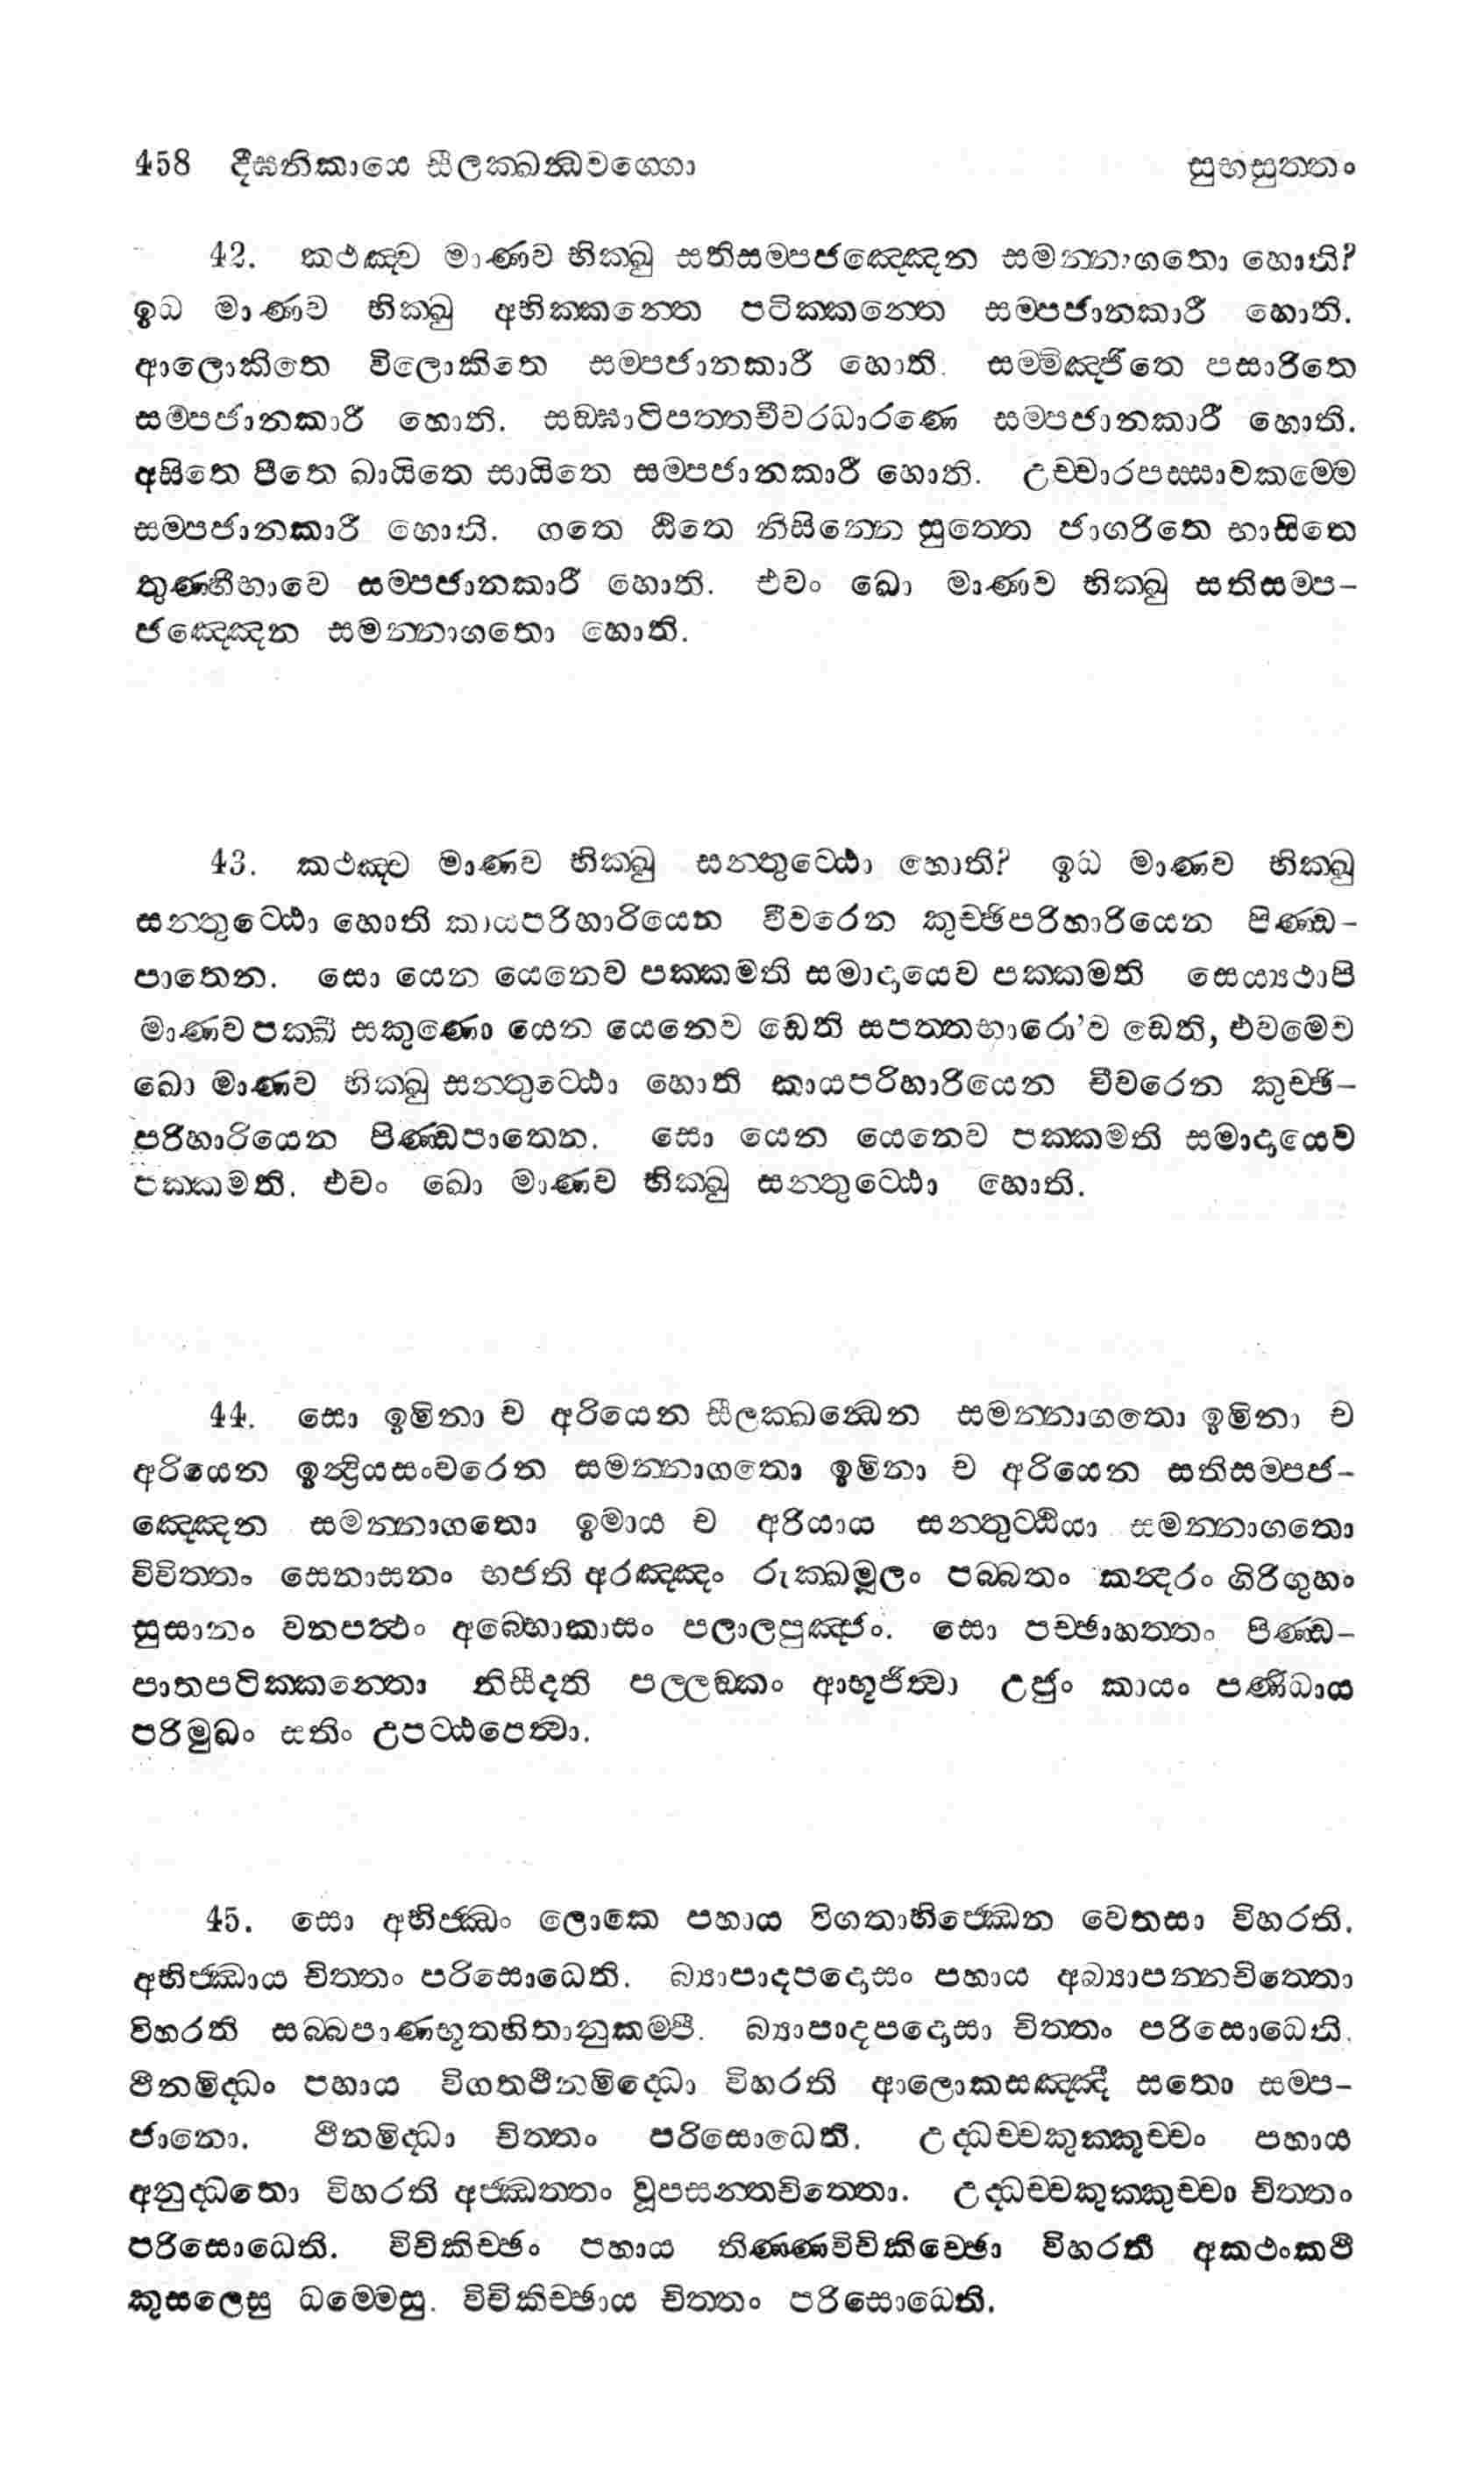 458 දීඝනිකායෙ සීලක්ඛන්ධවග්ගො සුභසුත්තං
42. කථඤ්ච මාණව භික්ඛු සතිසම්පජඤ්ඤෙන සමන්නාගතො හොති?
ඉධ මාණව භික්ඛු අභික්කන්තෙ පටික්කන්තෙ සම්පජානකාරී හොති.
ආලොකිතෙ විලොකිතෙ සම්පජානකාරී හොති. සම්මිඤ්ජිතෙ පසාරිතෙ
සම්පජානකාරී හොති. සඞ්ඝාටිපත්තචීවරධාරණෙ සම්පජානකාරී හොති.
අසිතෙ පීතෙ ඛායිතෙ සායිතෙ සම්පජානකාරී හොති. උච්චාරපස්සාවකම්මෙ
සම්පජානකාරී හොති. ගතෙ ඨිතෙ නිසින්නෙ සුත්තෙ ජාගරිතෙ භාසිතෙ
තුණ්හීභාවෙ සම්පජානකාරී හොති. එවං ඛො මාණව භික්ඛු සතිසම්ප-
ජඤ්ඤෙන සමන්නාගතො හොති.
43. කථඤ්ච මාණව භික්ඛු සන්තුට්ඨො හොති? ඉධ මාණව භික්ඛු
සන්තුට්ඨො හොති කායපරිහාරියෙන චීවරෙන කුච්ඡිපරිහාරියෙන පිණ්ඩ-
පාතෙන. සො යෙන යෙනෙව පක්කමති සමාදායෙව පක්කමති සෙය්‍යථාපි
මාණව පක්ඛී සකුණො යෙන යෙනෙව ඩෙති සපත්තභාරො'ව ඩෙති, එවමෙව
ඛො මාණව භික්ඛු සන්තුට්ඨො හොති කායපරිහාරියෙන චීවරෙන කුච්ඡි-
පරිහාරියෙන පිණ්ඩපාතෙන. සො යෙන යෙනෙව පක්කමති සමාදායෙව
පක්කමති. එවං ඛො මාණව භික්ඛු සන්තුට්ඨො හොති.
44. සො ඉමිනා ච අරියෙන සීලක්ඛන්ධෙන සමන්නාගතො ඉමිනා ච
අරියෙන ඉන්ද්‍රියසංවරෙන සමන්නාගතො ඉමිනා ච අරියෙන සතිසම්පජ-
ඤ්ඤෙන සමන්නාගතො ඉමාය ච අරියාය සන්තුට්ඨියා සමන්නාගතො
විවිත්තං සෙනාසනං භජති අරඤ්ඤං රුක්ඛමූලං පබ්බතං කන්දරං ගිරිගුහං
සුසානං වනපත්ථං අබ්භොකාසං පලාලපුඤ්ජං. සො පච්ඡාභත්තං පිණ්ඩ-
පාතපටික්කන්තො නිසීදති පල්ලඞ්කං ආභුජිත්වා උජුං කායං පණිධාය
පරිමුඛං සතිං උපට්ඨපෙත්වා.
45. සො අභිජ්ඣං ලොකෙ පහාය විගතාභිජ්ඣෙන චෙතසා විහරති.
අභිජ්ඣාය චිත්තං පරිසොධෙති. බ්‍යාපාදපදොසං පහාය අබ්‍යාපන්නචිත්තො
විහරති සබ්බපාණභූතහිතානුකම්පී. බ්‍යාපාදපදොසා චිත්තං පරිසොධෙති.
ථීනමිද්ධං පහාය විගතථීනමිද්ධො විහරති ආලොකසඤ්ඤී සතො සම්ප-
ජානො. ථීනමිද්ධා චිත්තං පරිසොධෙති. උද්ධච්චකුක්කුච්චං පහාය
අනුද්ධතො විහරති අජ්ඣත්තං වූපසන්තචිත්තො. උද්ධච්චකුක්කුච්චා චිත්තං
පරිසොධෙති. විචිකිච්ඡං පහාය තිණ්ණවිචිකිච්ඡො විහරති අකථංකථී
කුසලෙසු ධම්මෙසු. විචිකිච්ඡාය චිත්තං පරිසොධෙති.